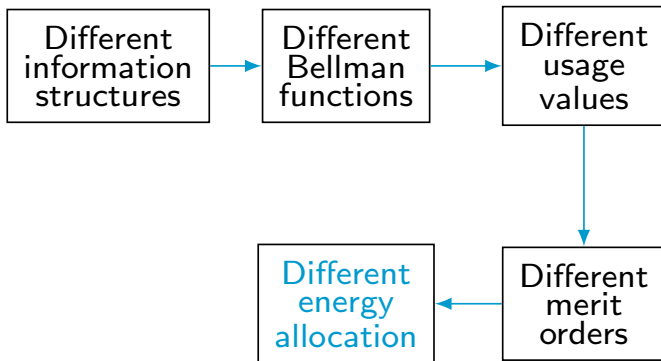 Different
information
structures
Different
Bellman
functions
Different
usage
values
Different
merit
orders
Different
energy
allocation